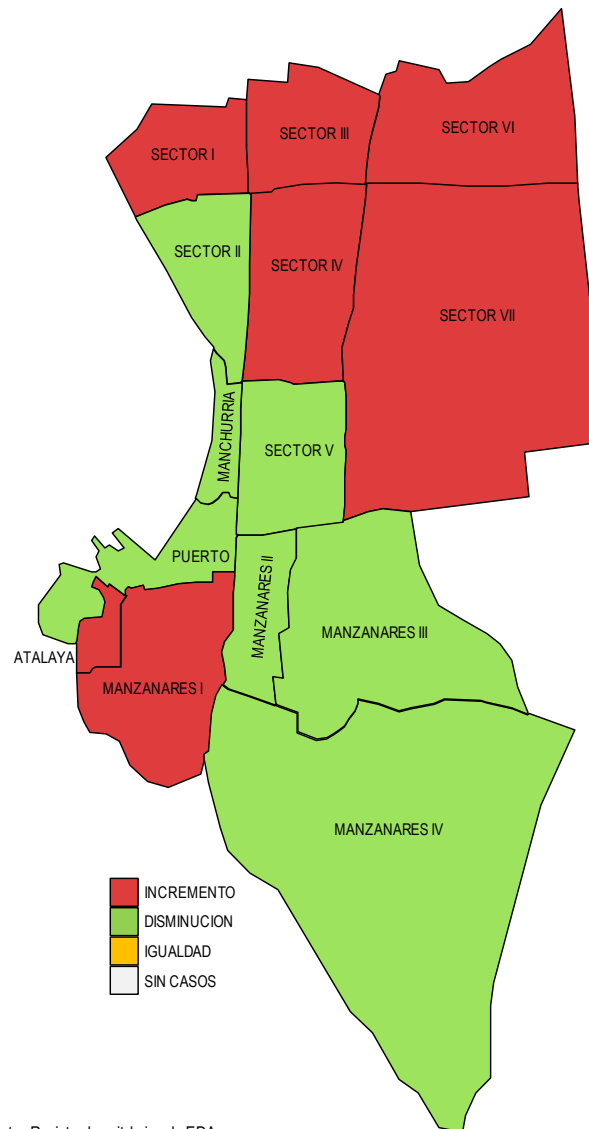 SECTOR VI
SECTOR III
SECTOR I
SECTOR II
SECTOR IV
SECTOR VII
MANCHURRIA
SECTOR V
PUERTO
MANZANARES II
MANZANARES III
ATALAYA
MANZANARES I
MANZANARES IV
INCREMENTO
DISMINUCION
IGUALDAD
SIN CASOS